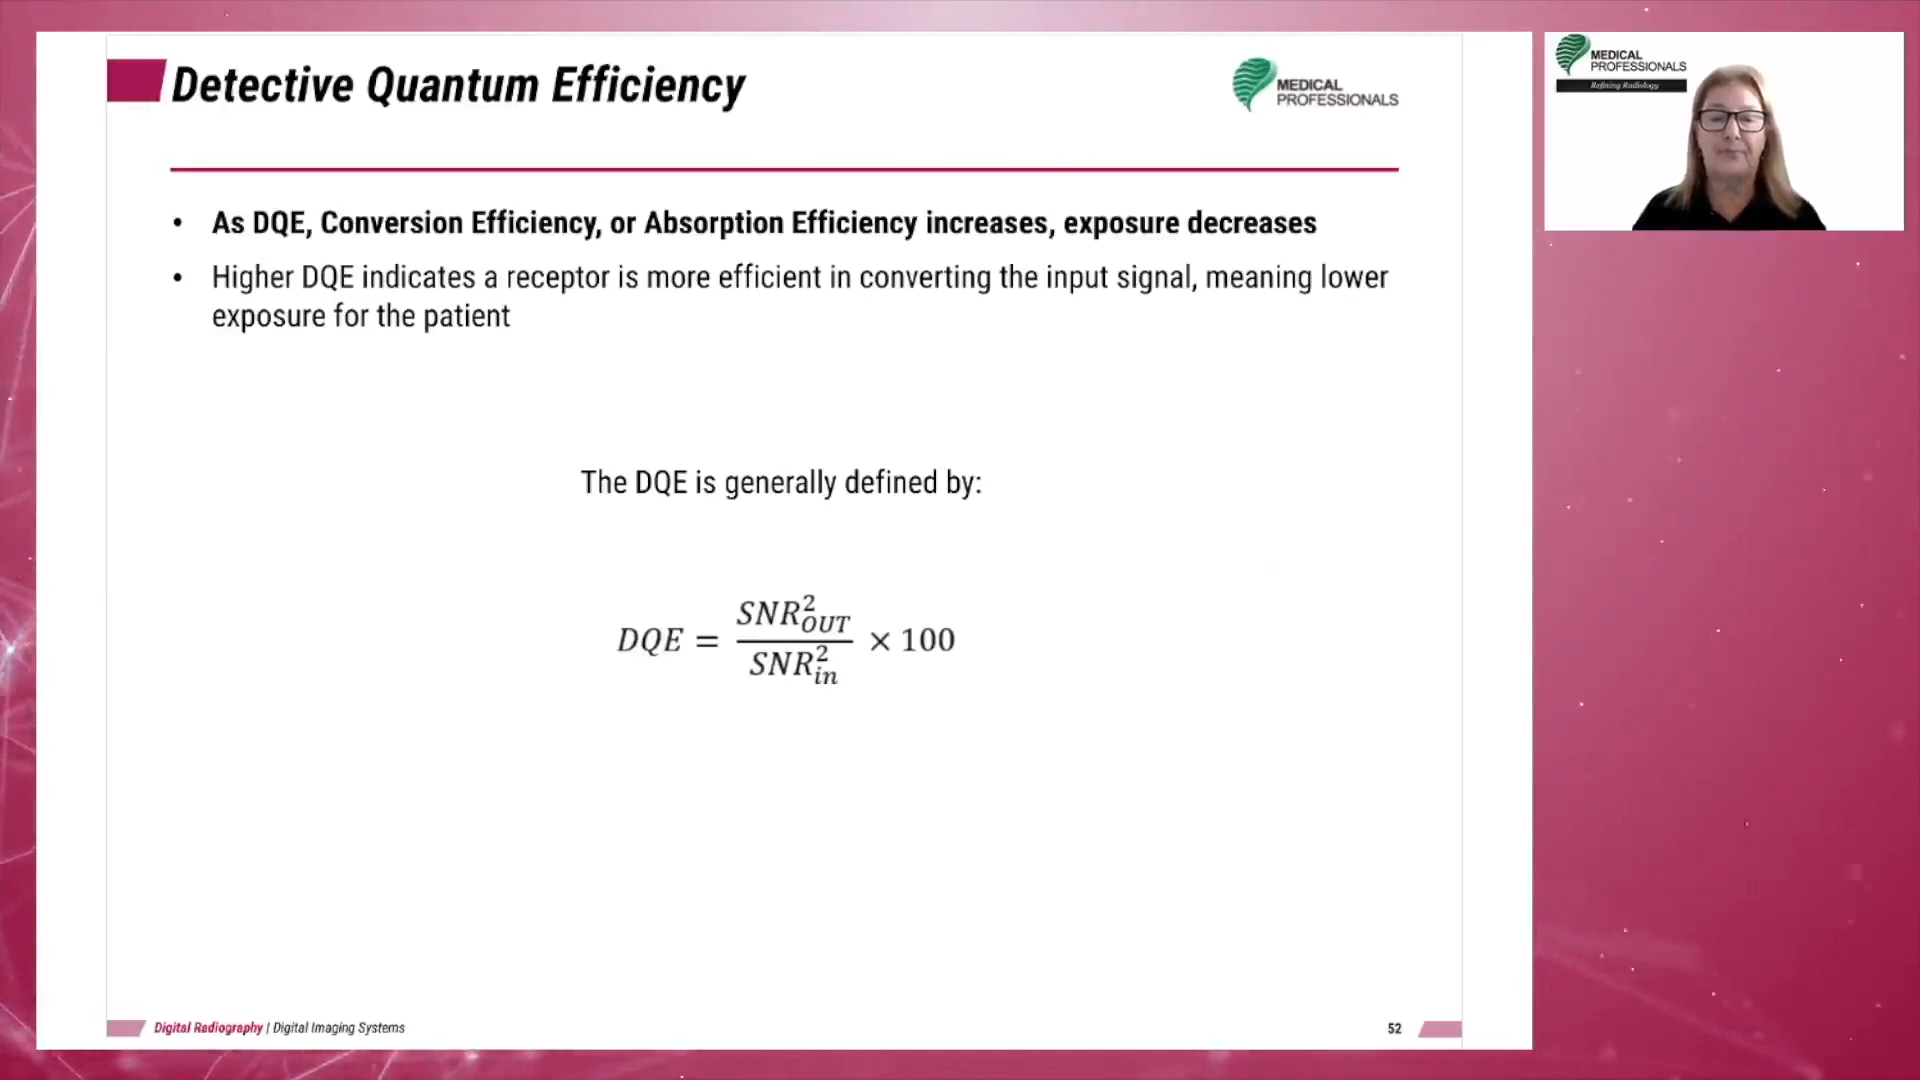 Detective Quantum Efficiency
MEDICAL
PROFESSIONALS
• As DQE, Conversion Efficiency, or Absorption Efficiency increases, exposure decreases
• Higher DQE indicates a receptor is more efficient in converting the input signal, meaning lower
exposure for the patient
The DQE is generally defined by:
DQE = SNR²OUT / SNR²in × 100
Digital Radiography | Digital Imaging Systems
52
MEDICAL
PROFESSIONALS
Refining Radiology